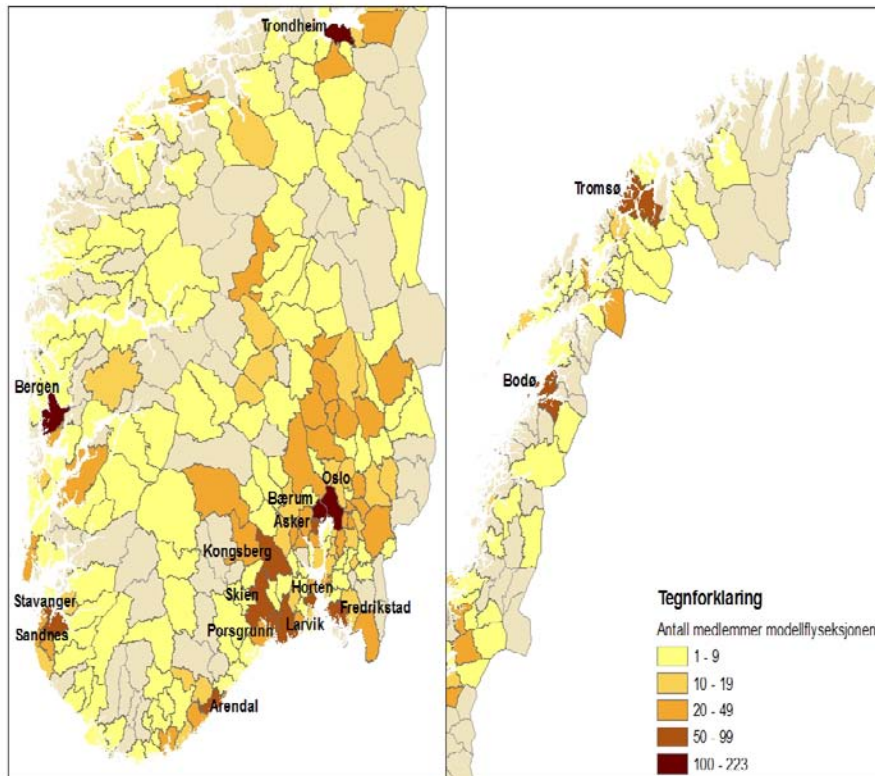 Trondheim
Bergen
Oslo
Bærum
Asker
Kongsberg
Skien
Horten
Fredrikstad
Stavanger
Sandnes
Porsgrunn
Larvik
Arendal
Tromsø
Bodø
Tegnforklaring
Antall medlemmer modellflyseksjonen
1 - 9
10 - 19
20 - 49
50 - 99
100 - 223